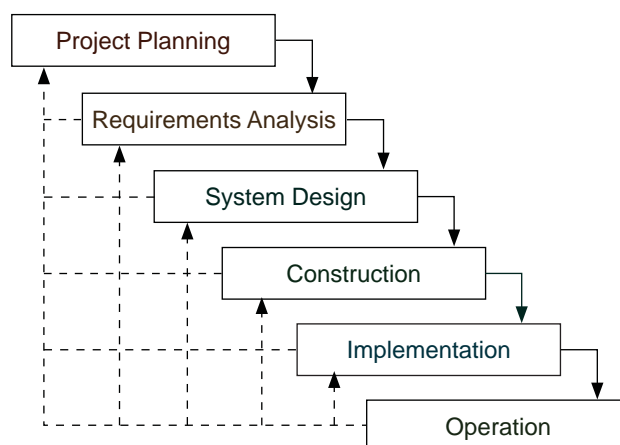 Project Planning
Requirements Analysis
System Design
Construction
Implementation
Operation